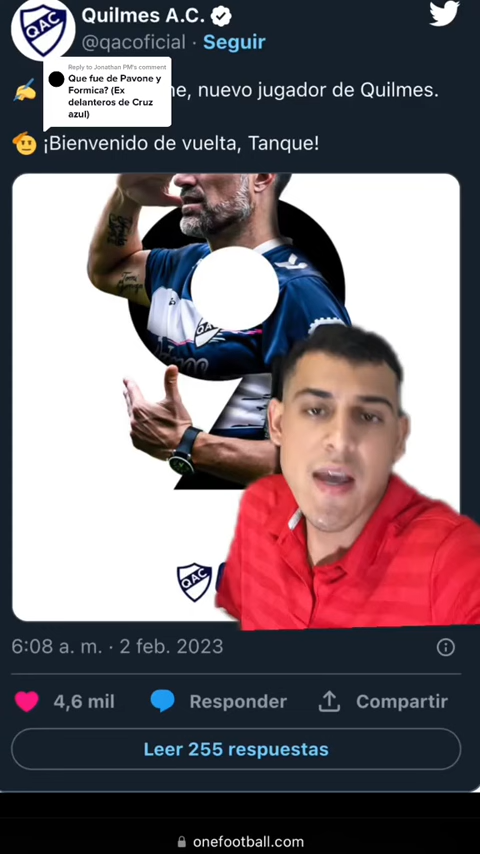 Quilmes A.C.
@qacoficial · Seguir
Reply to Jonathan PM's comment
Que fue de Pavone y
Formica? (Ex
delanteros de Cruz
azul)
ne, nuevo jugador de Quilmes.
¡Bienvenido de vuelta, Tanque!
QAC
QAC
6:08 a. m. · 2 feb. 2023
4,6 mil
Responder
Compartir
Leer 255 respuestas
onefootball.com